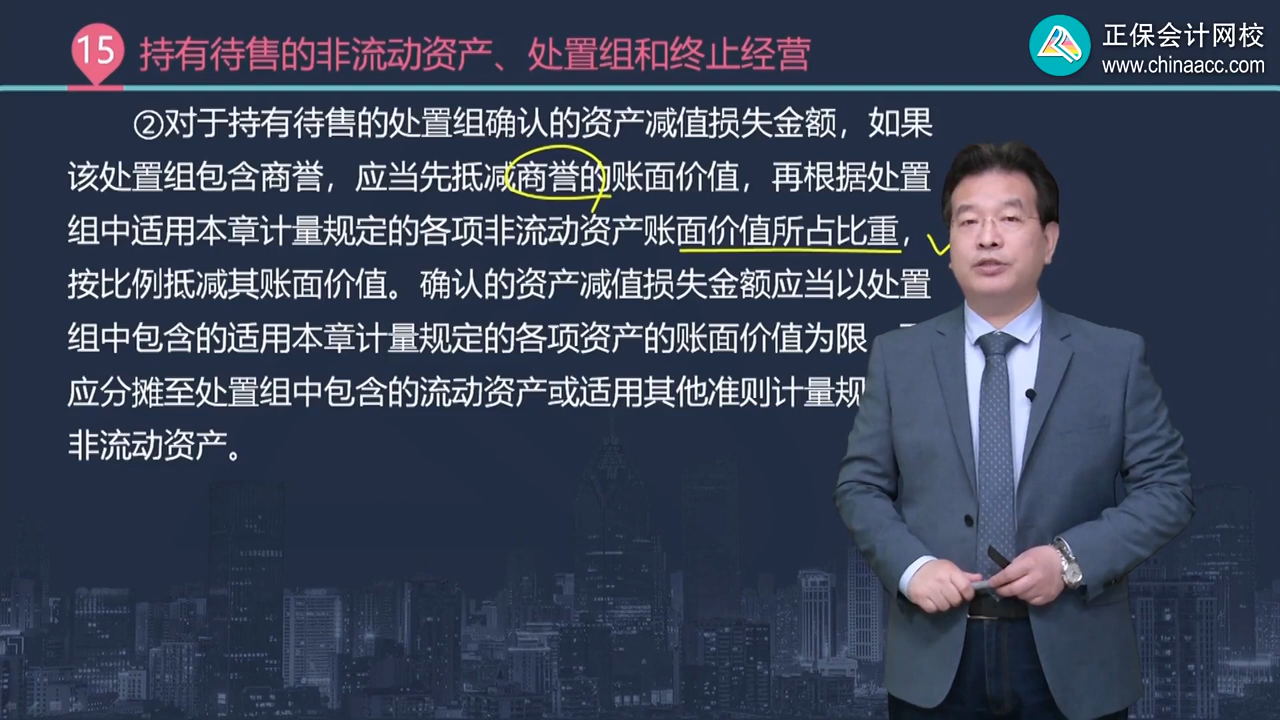 15 持有待售的非流动资产、处置组和终止经营
正保会计网校
www.chinaacc.com
②对于持有待售的处置组确认的资产减值损失金额，如果
该处置组包含商誉，应当先抵减商誉的账面价值，再根据处置
组中适用本章计量规定的各项非流动资产账面价值所占比重，
按比例抵减其账面价值。确认的资产减值损失金额应当以处置
组中包含的适用本章计量规定的各项资产的账面价值为限
应分摊至处置组中包含的流动资产或适用其他准则计量规
非流动资产。